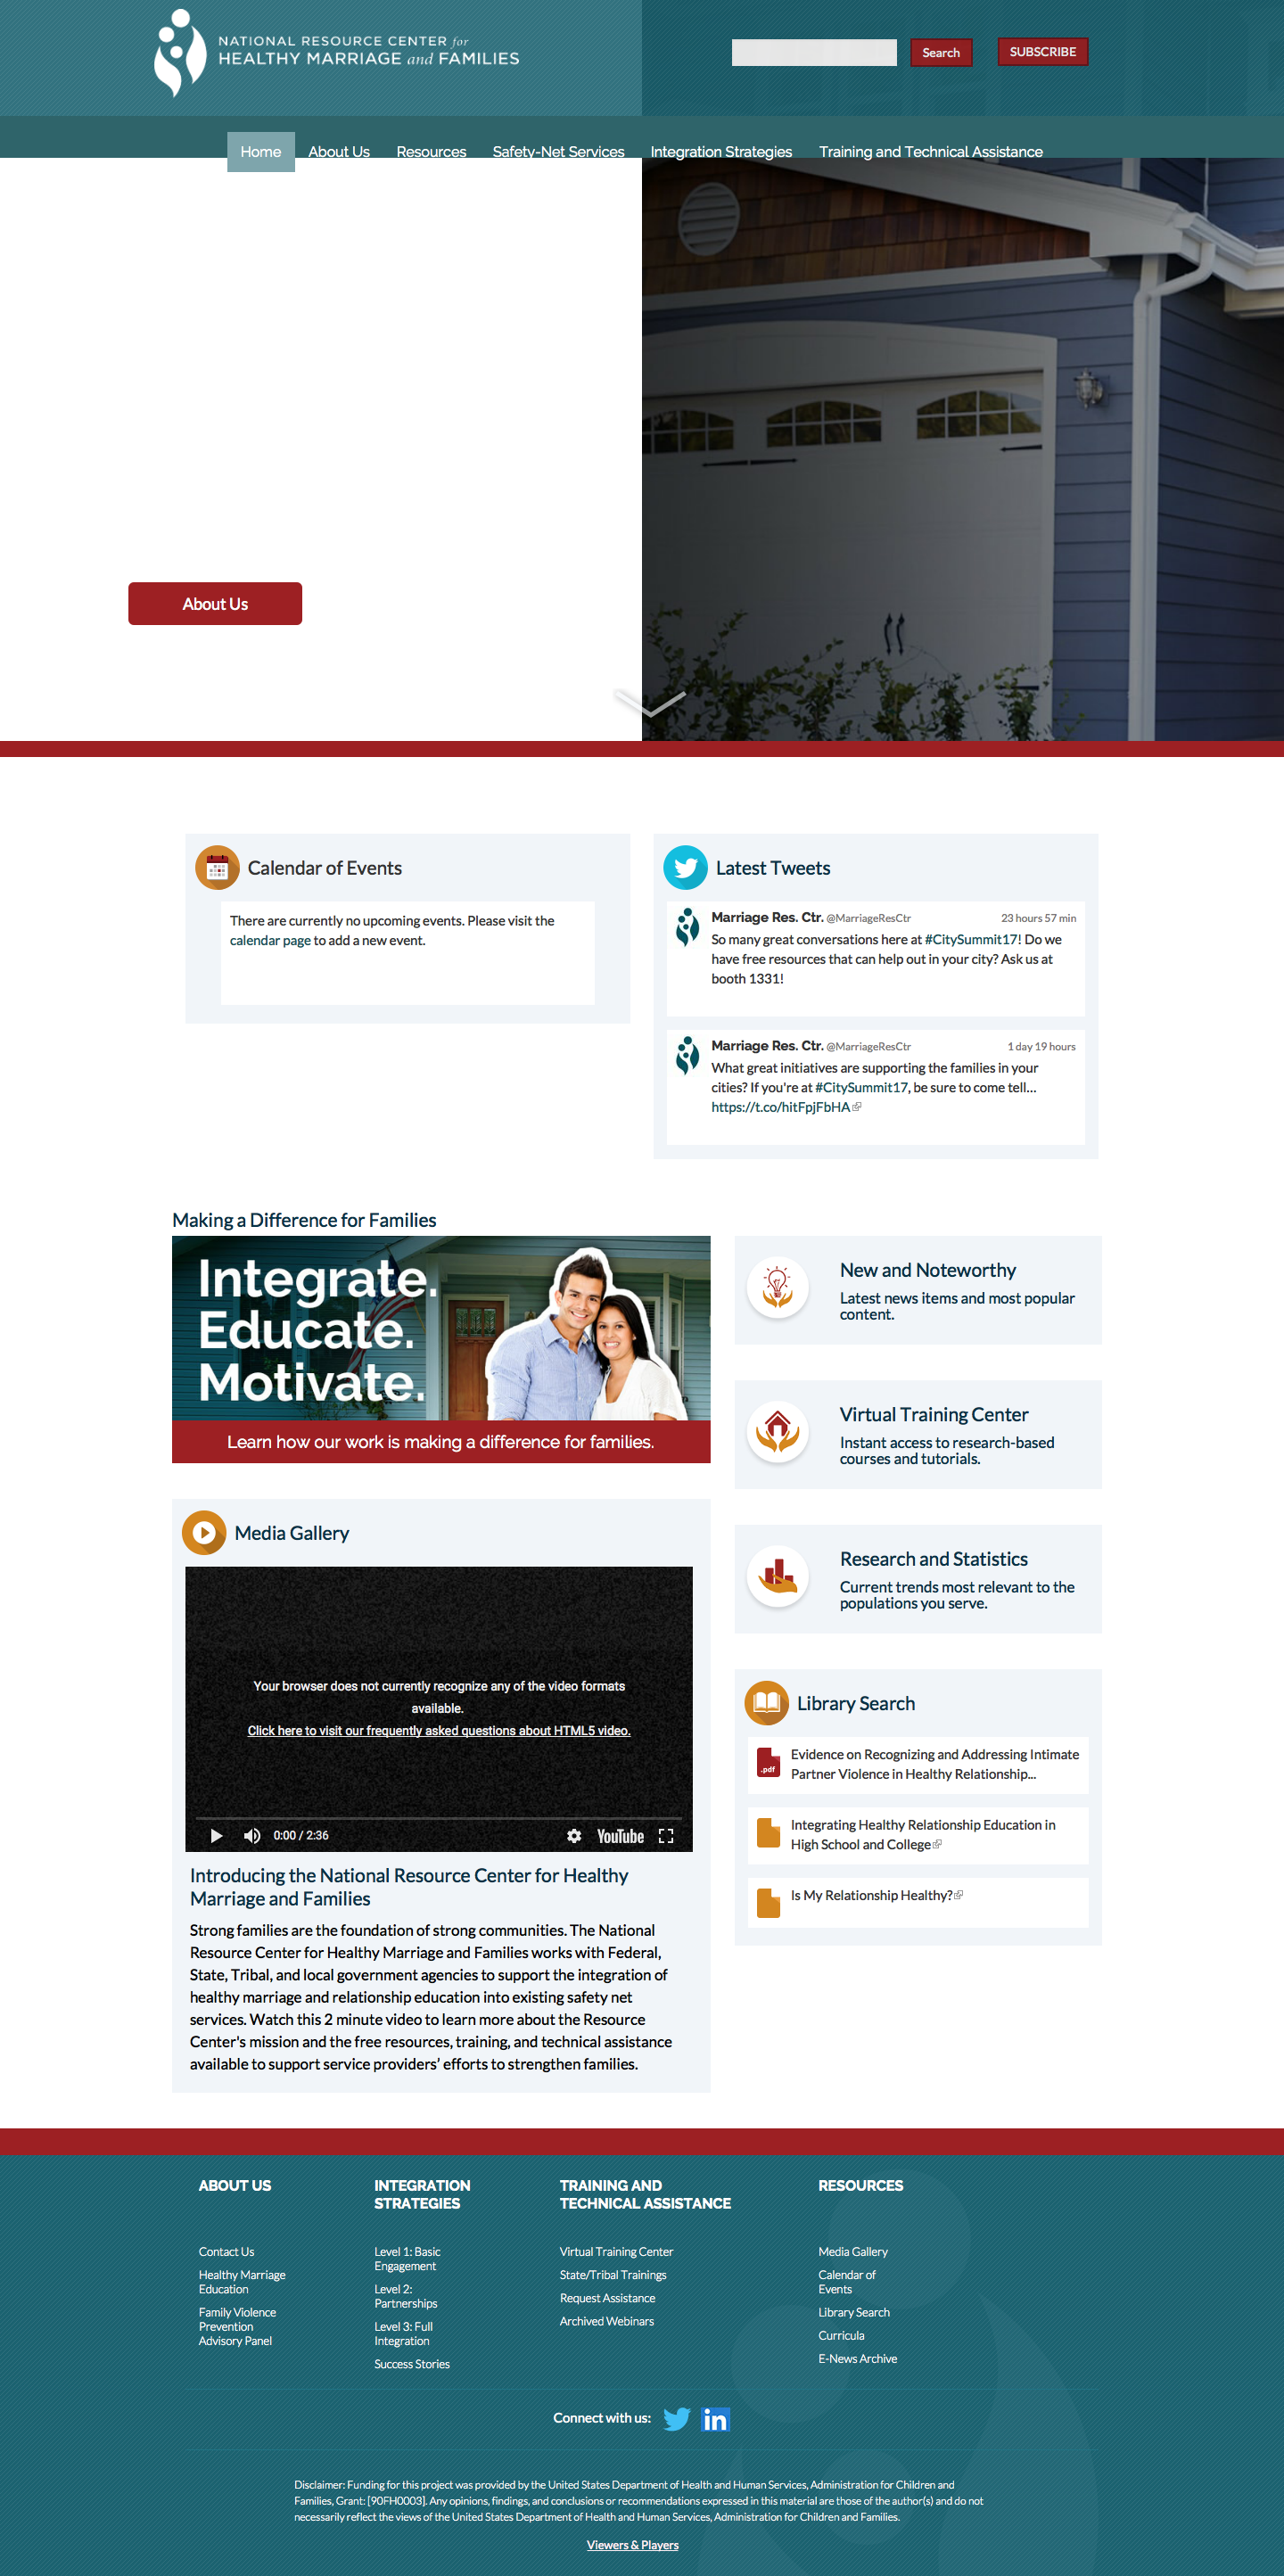 NATIONAL RESOURCE CENTER for
HEALTHY MARRIAGE and FAMILIES
Search
SUBSCRIBE
Home
About Us
Resources
Safety-Net Services
Integration Strategies
Training and Technical Assistance
About Us
Calendar of Events
There are currently no upcoming events. Please visit the
calendar page to add a new event.
Latest Tweets
Marriage Res. Ctr. @MarriageResCtr 23 hours 57 min
So many great conversations here at #CitySummit17! Do we
have free resources that can help out in your city? Ask us at
booth 1331!
Marriage Res. Ctr. @MarriageResCtr 1 day 19 hours
What great initiatives are supporting the families in your
cities? If you're at #CitySummit17, be sure to come tell...
https://t.co/hitFpjFbHA
Making a Difference for Families
Integrate.
Educate.
Motivate.
Learn how our work is making a difference for families.
New and Noteworthy
Latest news items and most popular
content.
Virtual Training Center
Instant access to research-based
courses and tutorials.
Research and Statistics
Current trends most relevant to the
populations you serve.
Media Gallery
Your browser does not currently recognize any of the video formats
available.
Click here to visit our frequently asked questions about HTML5 video.
0:00 / 2:36
YouTube
Introducing the National Resource Center for Healthy
Marriage and Families
Strong families are the foundation of strong communities. The National
Resource Center for Healthy Marriage and Families works with Federal,
State, Tribal, and local government agencies to support the integration of
healthy marriage and relationship education into existing safety net
services. Watch this 2 minute video to learn more about the Resource
Center's mission and the free resources, training, and technical assistance
available to support service providers’ efforts to strengthen families.
Library Search
.pdf
Evidence on Recognizing and Addressing Intimate
Partner Violence in Healthy Relationship...
Integrating Healthy Relationship Education in
High School and College
Is My Relationship Healthy?
ABOUT US
Contact Us
Healthy Marriage
Education
Family Violence
Prevention
Advisory Panel
INTEGRATION
STRATEGIES
Level 1: Basic
Engagement
Level 2:
Partnerships
Level 3: Full
Integration
Success Stories
TRAINING AND
TECHNICAL ASSISTANCE
Virtual Training Center
State/Tribal Trainings
Request Assistance
Archived Webinars
RESOURCES
Media Gallery
Calendar of
Events
Library Search
Curricula
E-News Archive
Connect with us:
in
Disclaimer: Funding for this project was provided by the United States Department of Health and Human Services, Administration for Children and
Families, Grant: [90FH0003]. Any opinions, findings, and conclusions or recommendations expressed in this material are those of the author(s) and do not
necessarily reflect the views of the United States Department of Health and Human Services, Administration for Children and Families.
Viewers & Players